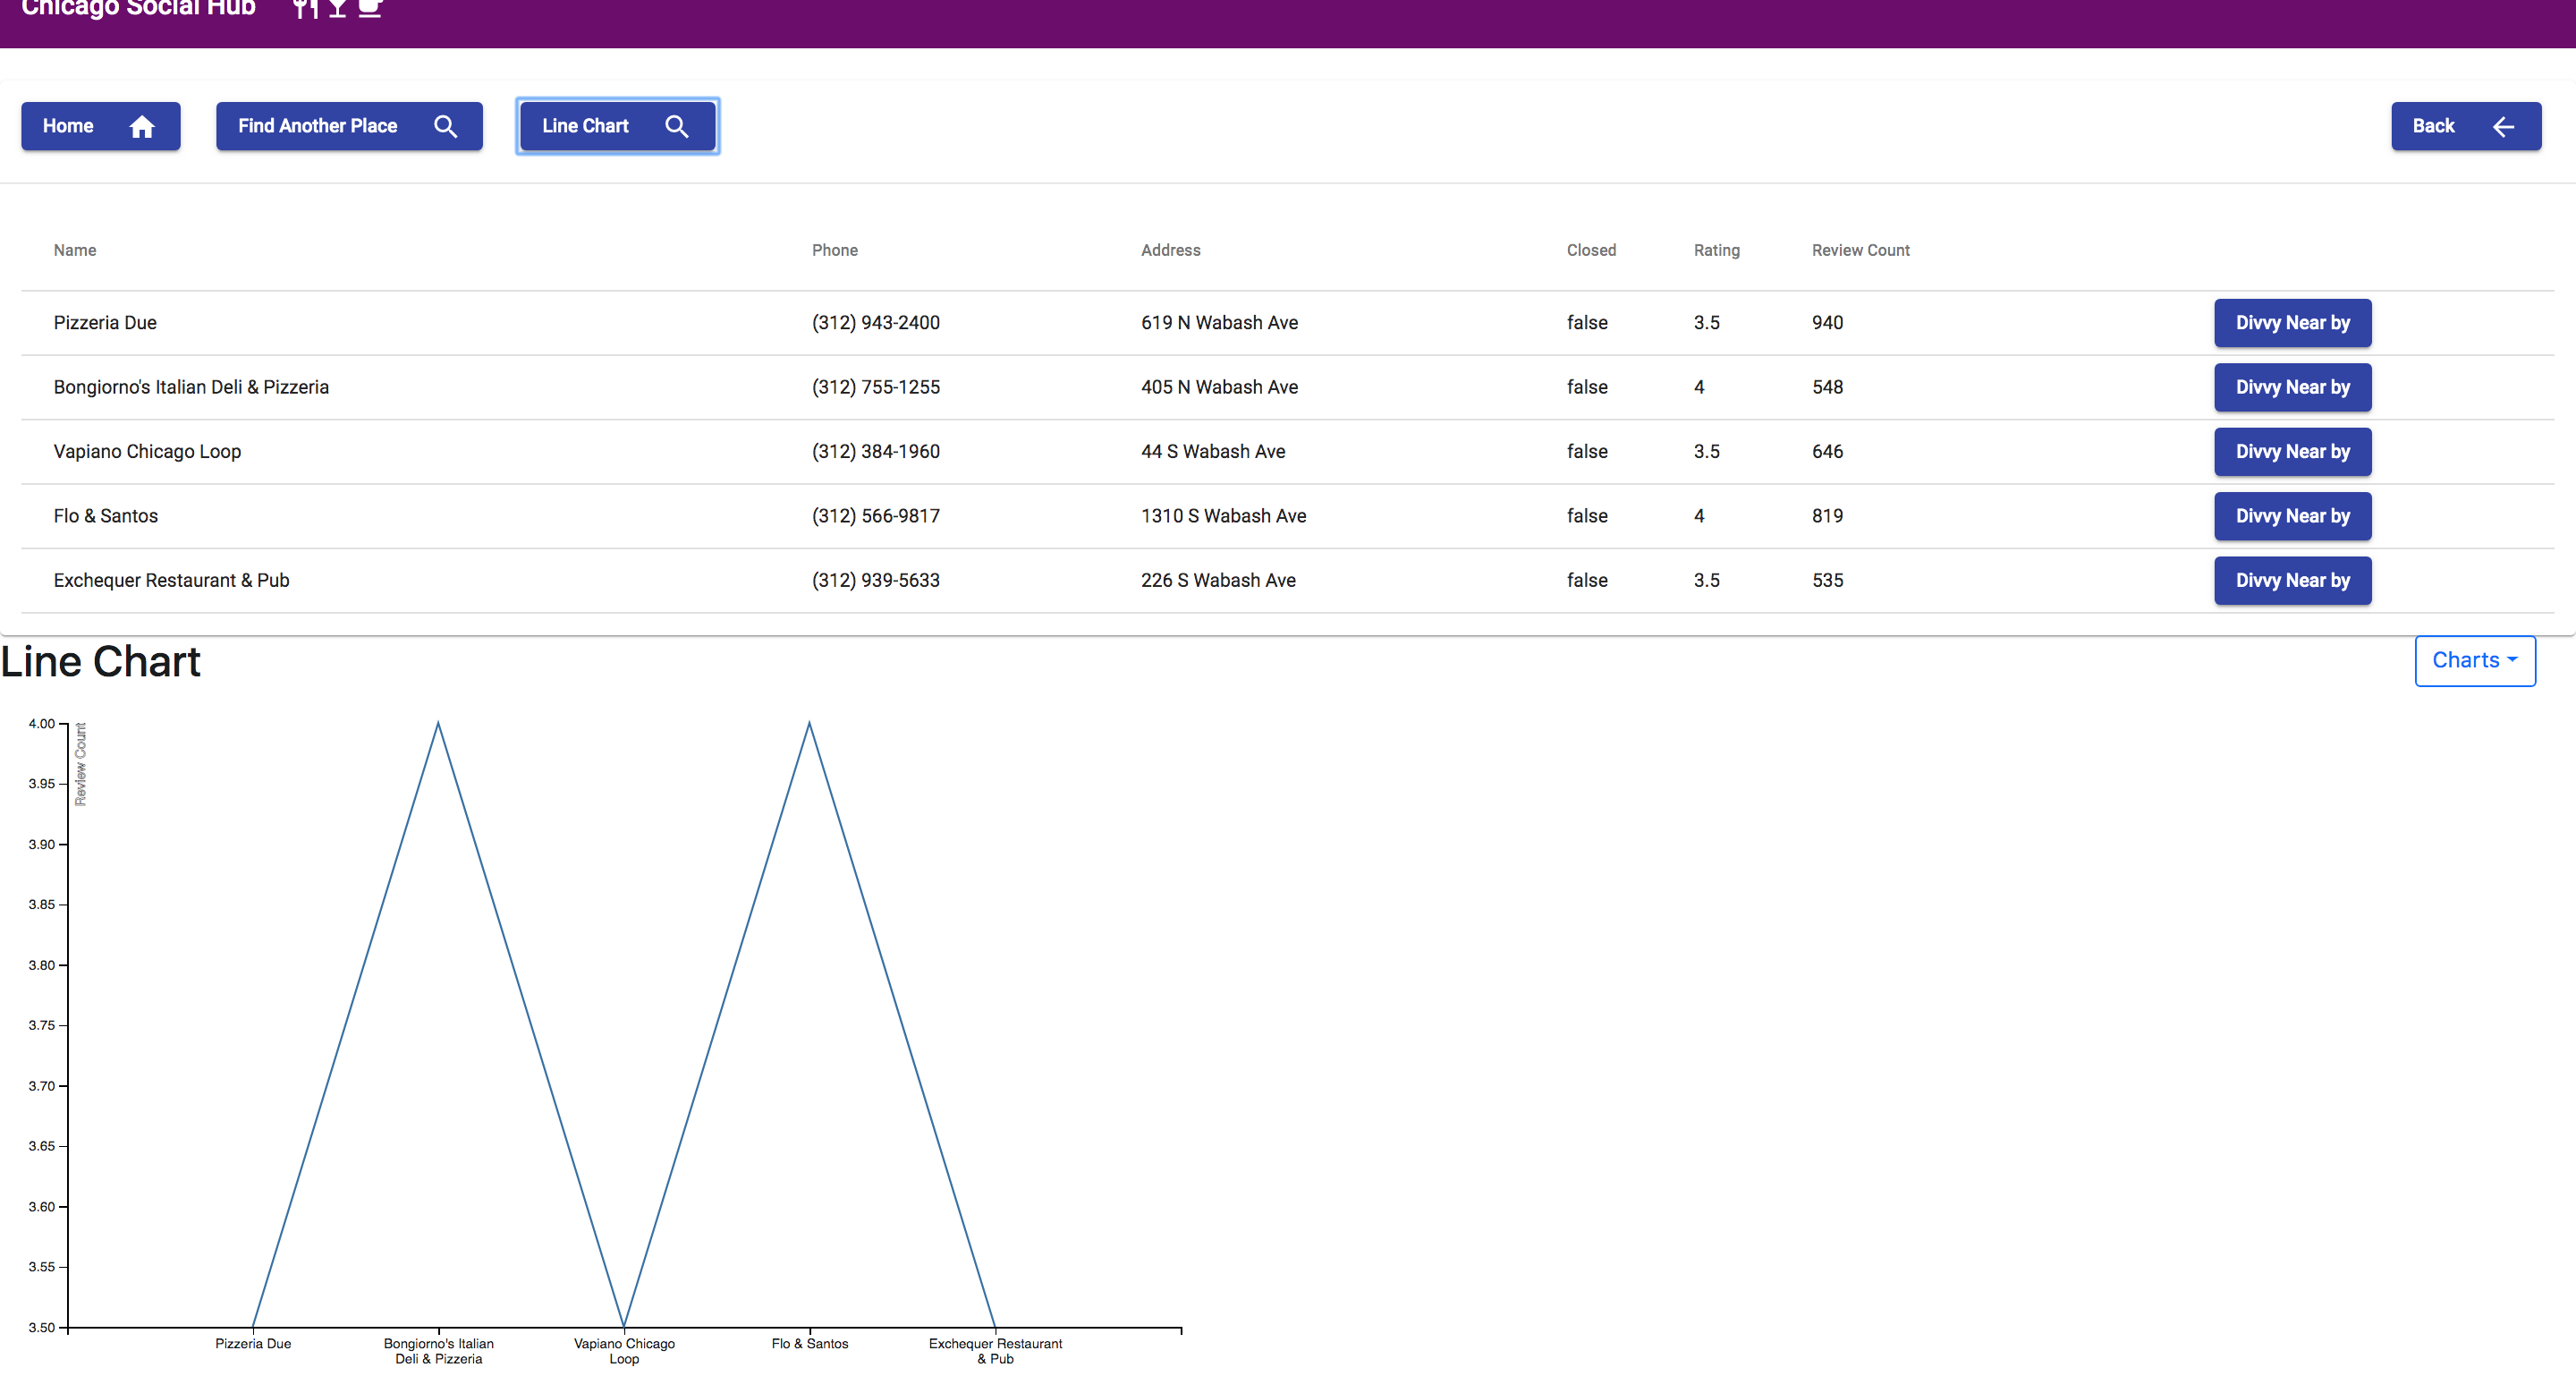 Chicago Social Hub
Home
Find Another Place
Line Chart
Back
Name Phone Address Closed Rating Review Count
Pizzeria Due (312) 943-2400 619 N Wabash Ave false 3.5 940 Divvy Near by
Bongiorno's Italian Deli & Pizzeria (312) 755-1255 405 N Wabash Ave false 4 548 Divvy Near by
Vapiano Chicago Loop (312) 384-1960 44 S Wabash Ave false 3.5 646 Divvy Near by
Flo & Santos (312) 566-9817 1310 S Wabash Ave false 4 819 Divvy Near by
Exchequer Restaurant & Pub (312) 939-5633 226 S Wabash Ave false 3.5 535 Divvy Near by
Line Chart
Charts
Review Count
4.00
3.95
3.90
3.85
3.80
3.75
3.70
3.65
3.60
3.55
3.50
Pizzeria Due
Bongiorno's Italian
Deli & Pizzeria
Vapiano Chicago
Loop
Flo & Santos
Exchequer Restaurant
& Pub